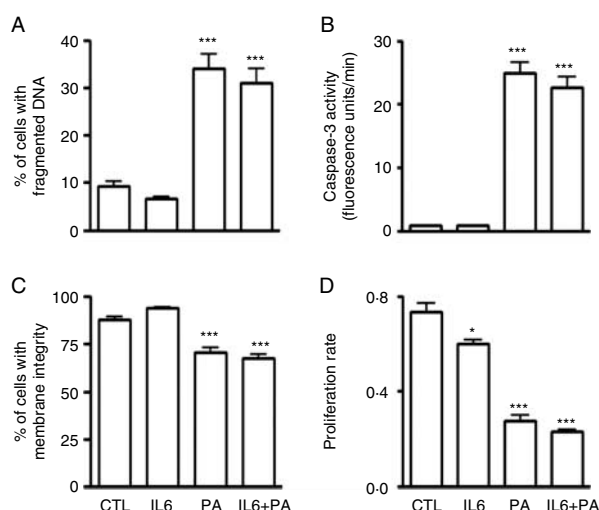 A
% of cells with
fragmented DNA
40
30
20
10
0
***
***
B
Caspase-3 activity
(fluorescence units/min)
30
20
10
0
***
***
C
% of cells with
membrane integrity
100
75
50
25
0
***
***
CTL IL6 PA IL6+PA
D
Proliferation rate
0·8
0·4
0·0
*
***
***
CTL IL6 PA IL6+PA